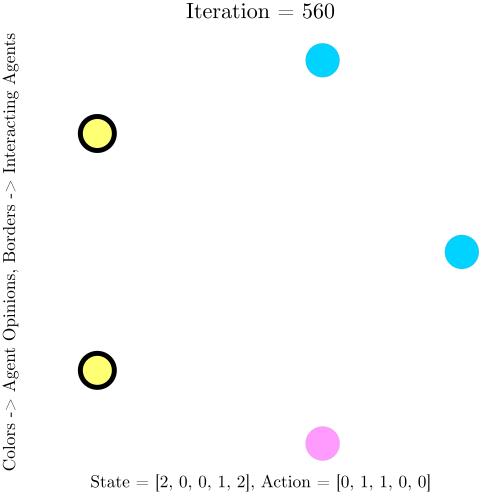 Iteration = 560
Colors -> Agent Opinions, Borders -> Interacting Agents
State = [2, 0, 0, 1, 2], Action = [0, 1, 1, 0, 0]